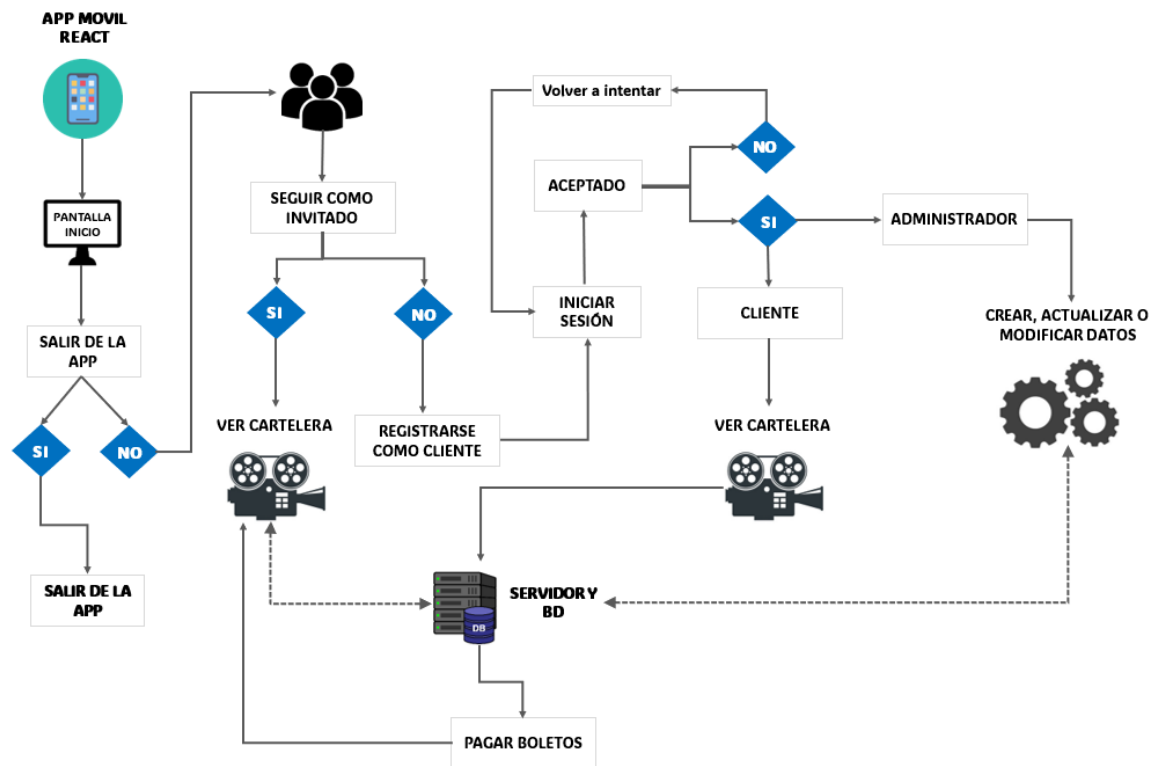 APP MOVIL
REACT
PANTALLA
INICIO
SALIR DE LA
APP
SI
NO
SALIR DE LA
APP
SEGUIR COMO
INVITADO
SI
NO
VER CARTELERA
REGISTRARSE
COMO CLIENTE
INICIAR
SESIÓN
ACEPTADO
Volver a intentar
NO
SI
ADMINISTRADOR
CLIENTE
CREAR, ACTUALIZAR O
MODIFICAR DATOS
VER CARTELERA
SERVIDOR Y
BD
DB
PAGAR BOLETOS